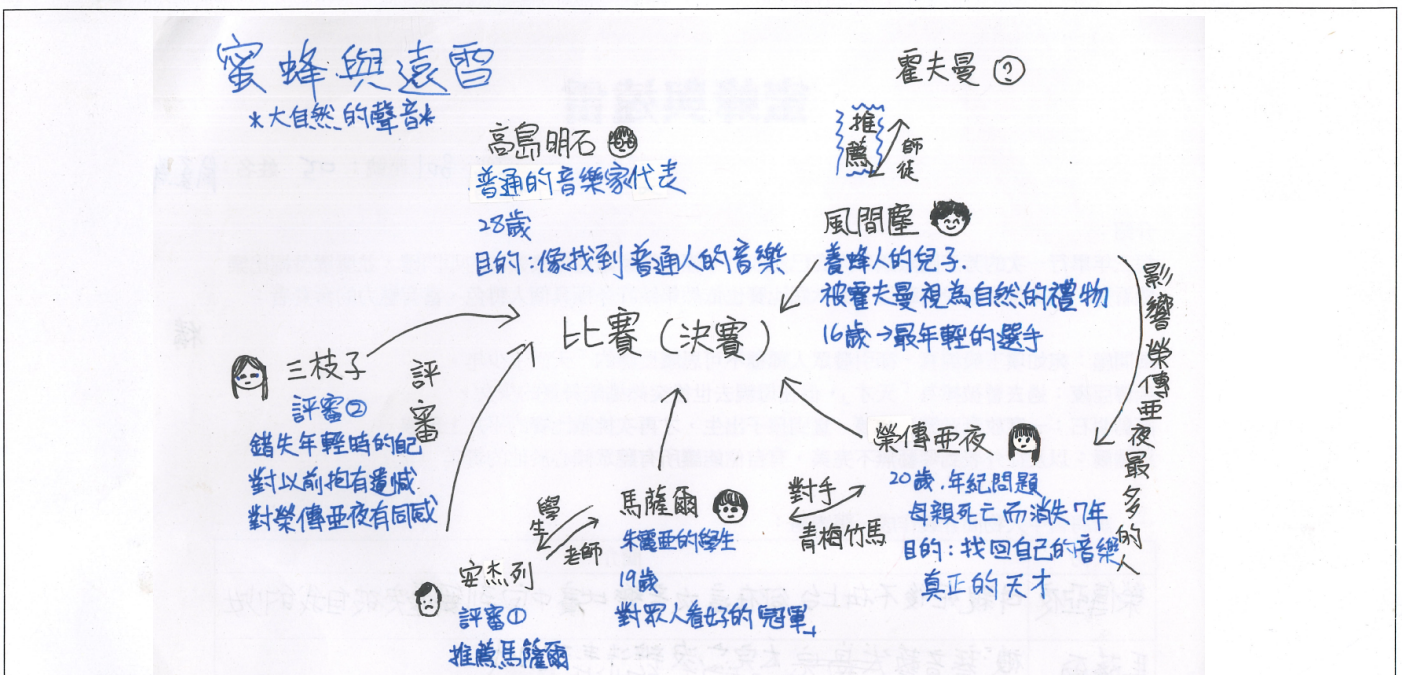 蜜蜂與遠雷
*大自然的聲音*
霍夫曼 ?
推薦
師徒
高島明石
普通的音樂家代表
28歲
目的:像找到普通人的音樂
風間塵
養蜂人的兒子.
被霍夫曼視為自然的禮物
16歲→最年輕的選手
影響榮傳亜夜最多的人
比賽(決賽)
三枝子
評審②
錯失年輕時的
對以前抱有遺憾
對榮傳亜夜有同感
評審
榮傳亜夜
20歲.年紀問題
母親死亡而消失7年
目的:找回自己的音樂
真正的天才
對手
青梅竹馬
馬薩爾
的學生
19歲
對眾人看好的「冠軍」
學生
老師
安杰列
評審①
推薦馬薩爾